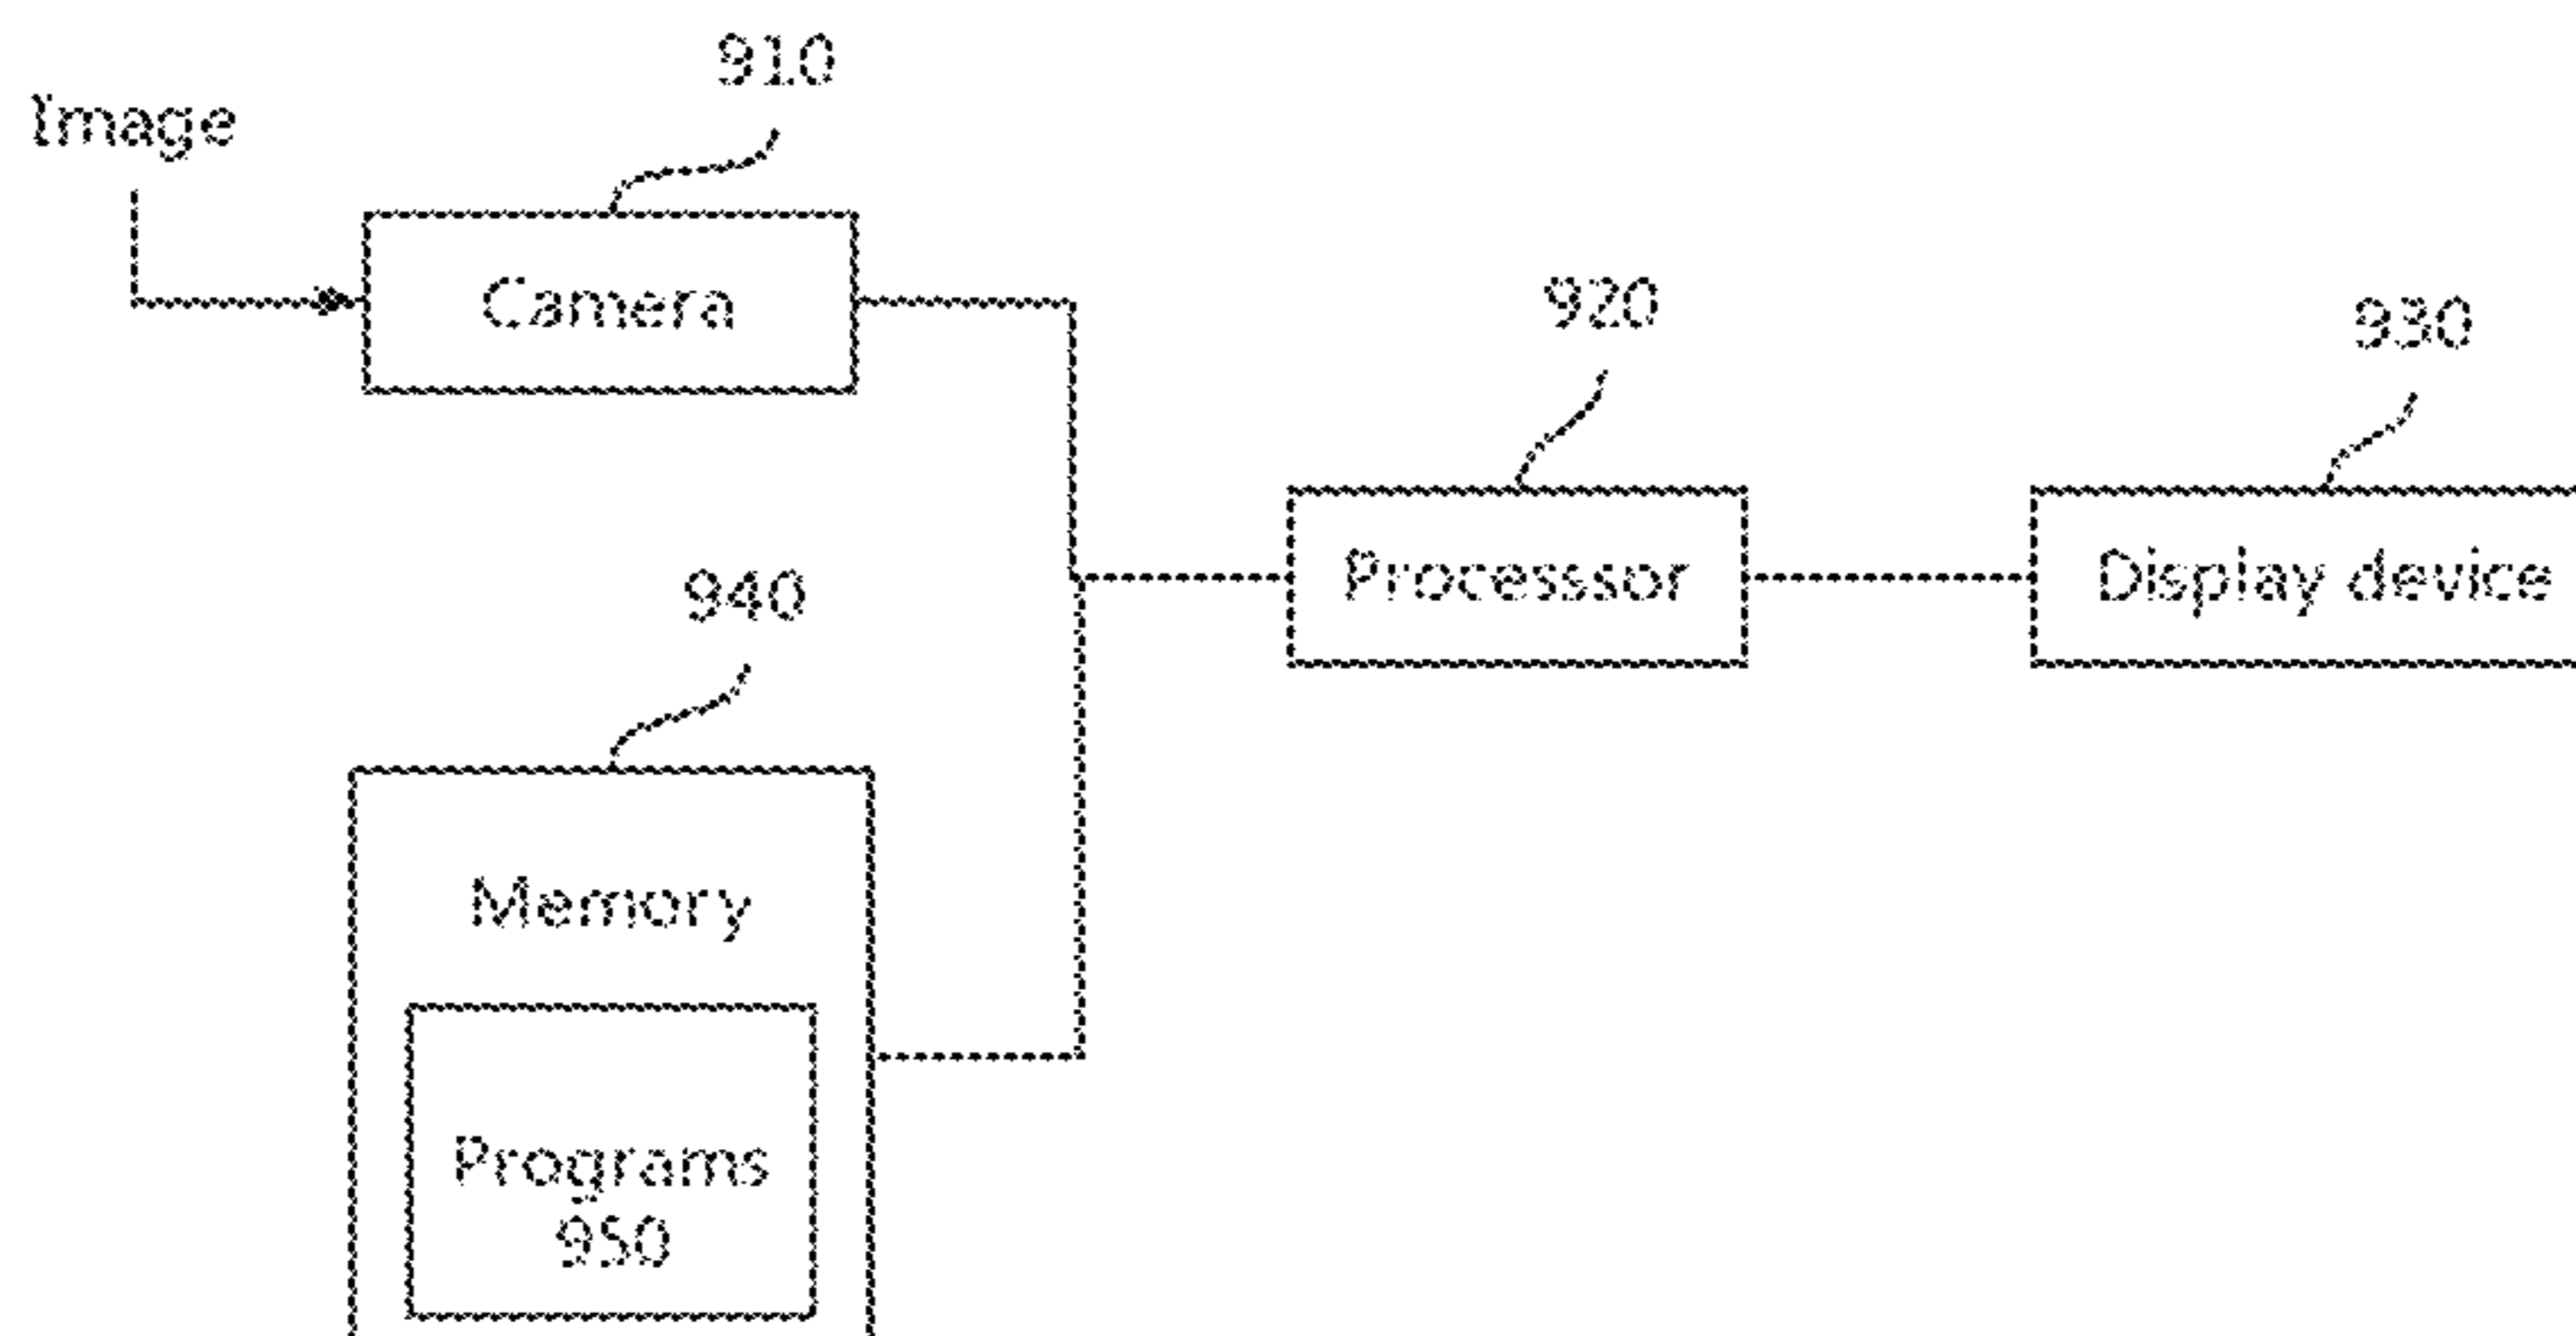 910
Image
Camera
920
930
Processsor
Display device
940
Memory
Programs
950